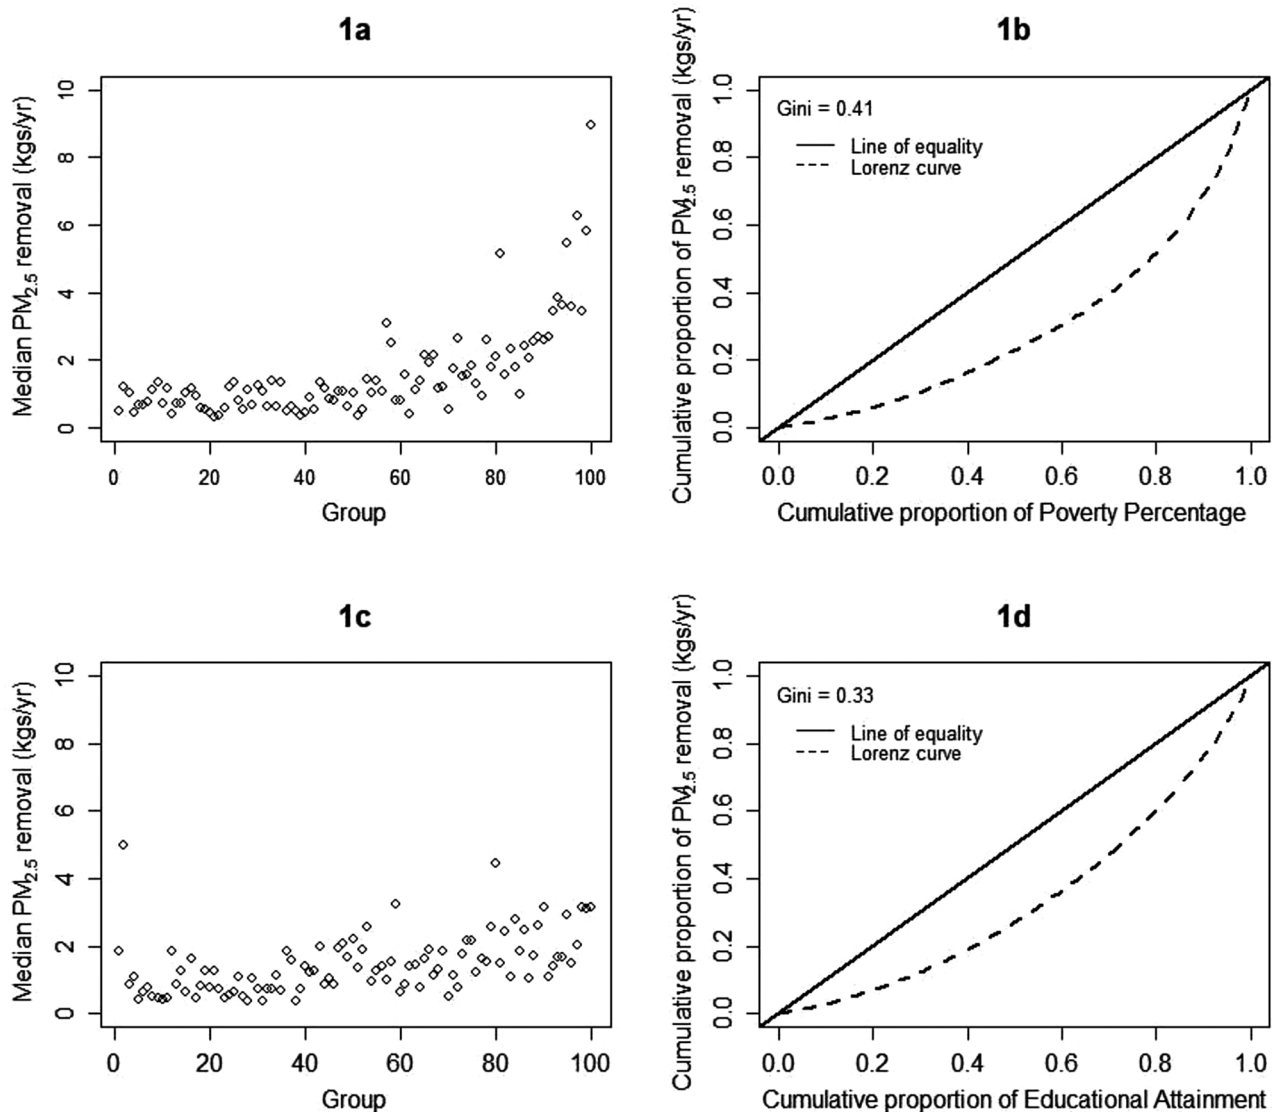 1a
Median PM2.5 removal (kgs/yr)
10
8
6
4
2
0
0 20 40 60 80 100
Group
1b
Cumulative proportion of PM2.5 removal (kgs/yr)
1.0
0.8
0.6
0.4
0.2
0.0
Gini = 0.41
Line of equality
Lorenz curve
0.0 0.2 0.4 0.6 0.8 1.0
Cumulative proportion of Poverty Percentage
1c
Median PM2.5 removal (kgs/yr)
10
8
6
4
2
0
0 20 40 60 80 100
Group
1d
Cumulative proportion of PM2.5 removal (kgs/yr)
1.0
0.8
0.6
0.4
0.2
0.0
Gini = 0.33
Line of equality
Lorenz curve
0.0 0.2 0.4 0.6 0.8 1.0
Cumulative proportion of Educational Attainment